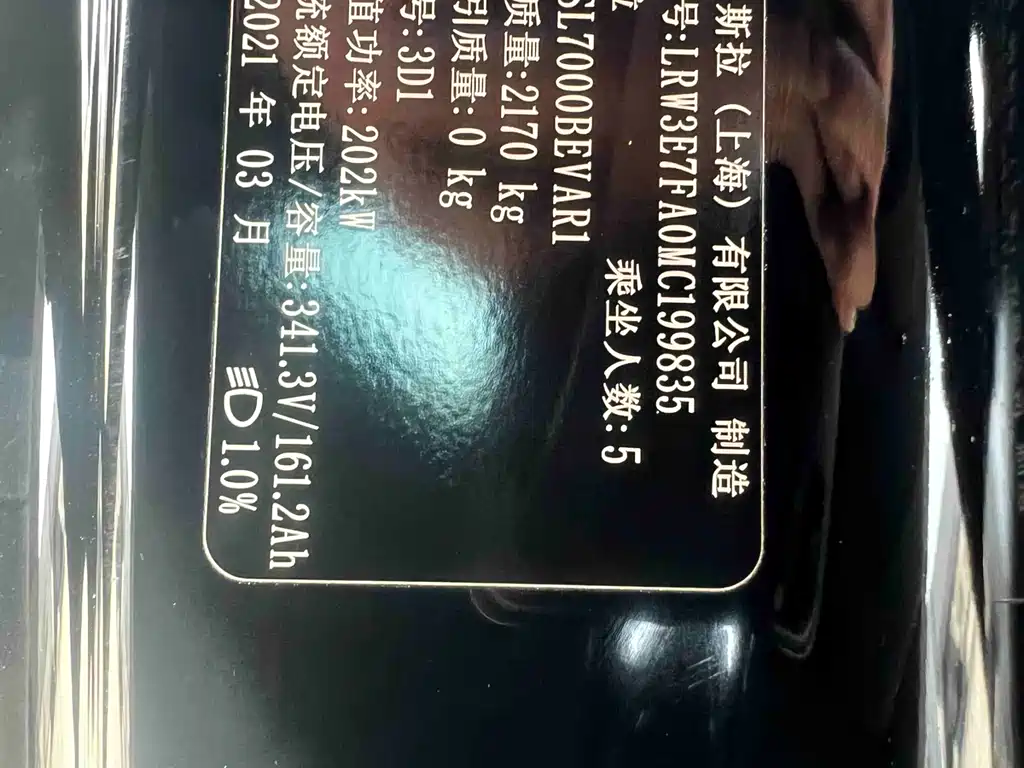 斯拉（上海）有限公司 制造
号:LRW3E7FA0MC199835
乘坐人数:5
SL7000BEVAR1
质量:2170 kg
引质量:0 kg
号:3D1
值功率:202kW
流额定电压/容量:341.3V/161.2Ah
2021 年 03 月 1.0%